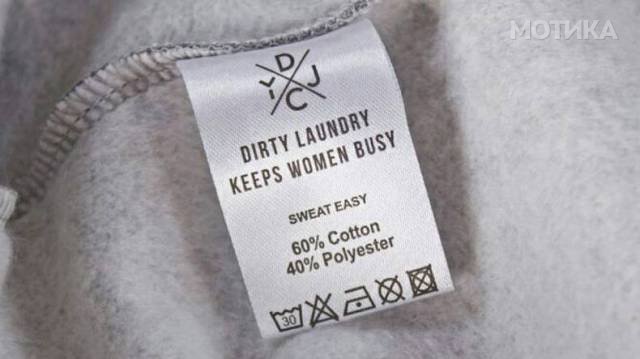 МОТИКА
D
Y J
C
DIRTY LAUNDRY
KEEPS WOMEN BUSY
SWEAT EASY
60% Cotton
40% Polyester
30